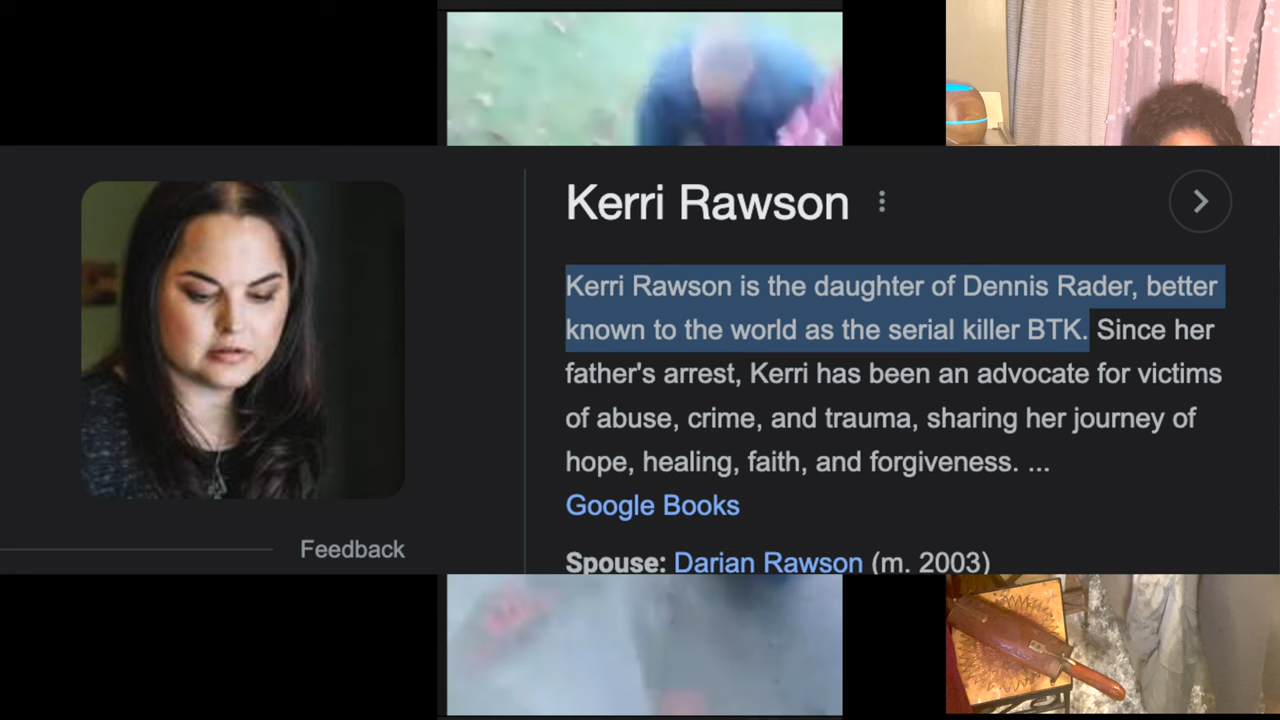 Kerri Rawson
Kerri Rawson is the daughter of Dennis Rader, better
known to the world as the serial killer BTK. Since her
father's arrest, Kerri has been an advocate for victims
of abuse, crime, and trauma, sharing her journey of
hope, healing, faith, and forgiveness. ...
Google Books
Feedback
Spouse: Darian Rawson (m. 2003)